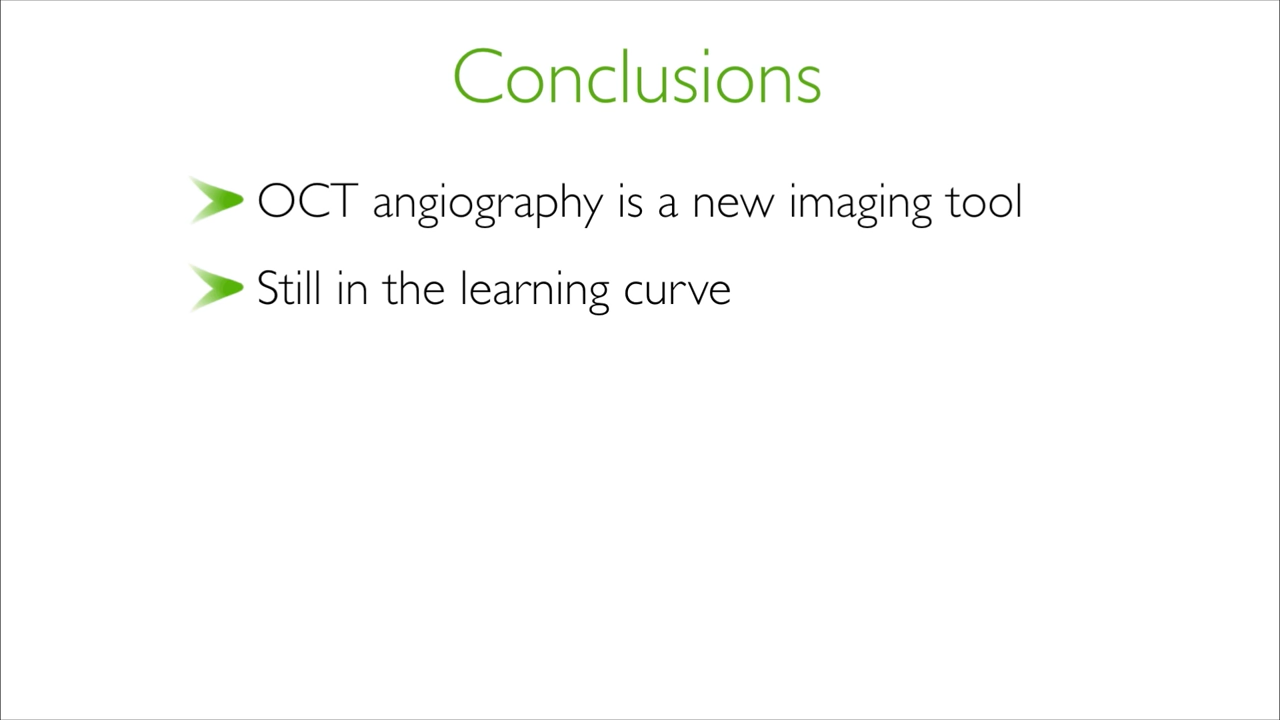 Conclusions
OCT angiography is a new imaging tool
Still in the learning curve